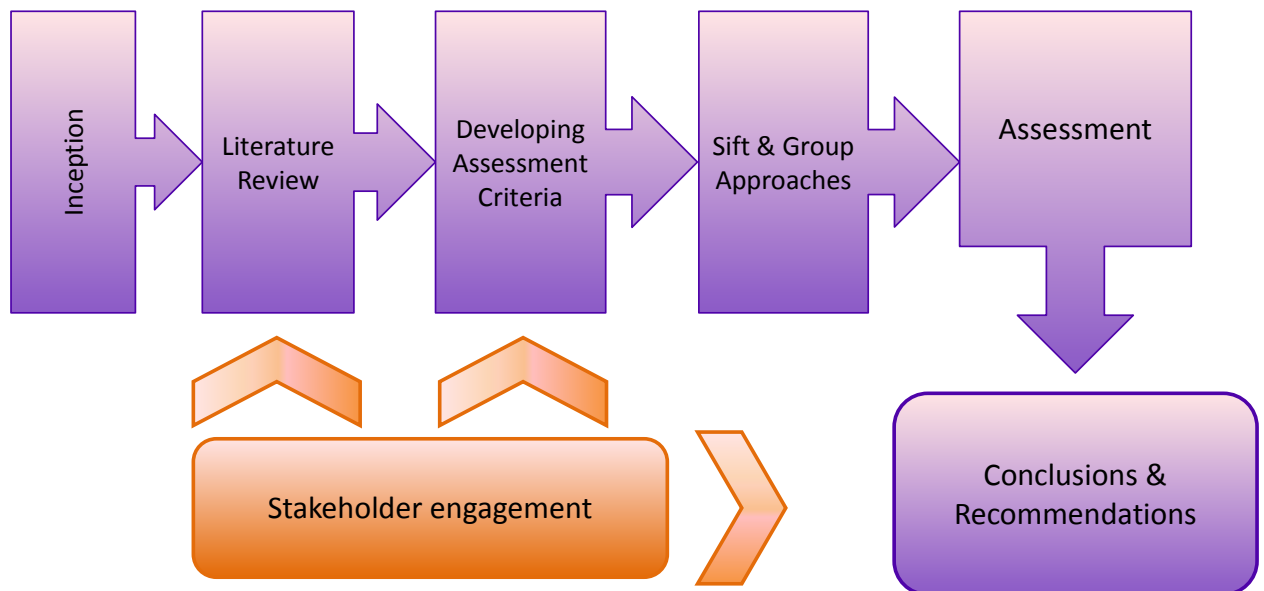 Inception
Literature
Review
Developing
Assessment
Criteria
Sift & Group
Approaches
Assessment
Stakeholder engagement
Conclusions &
Recommendations